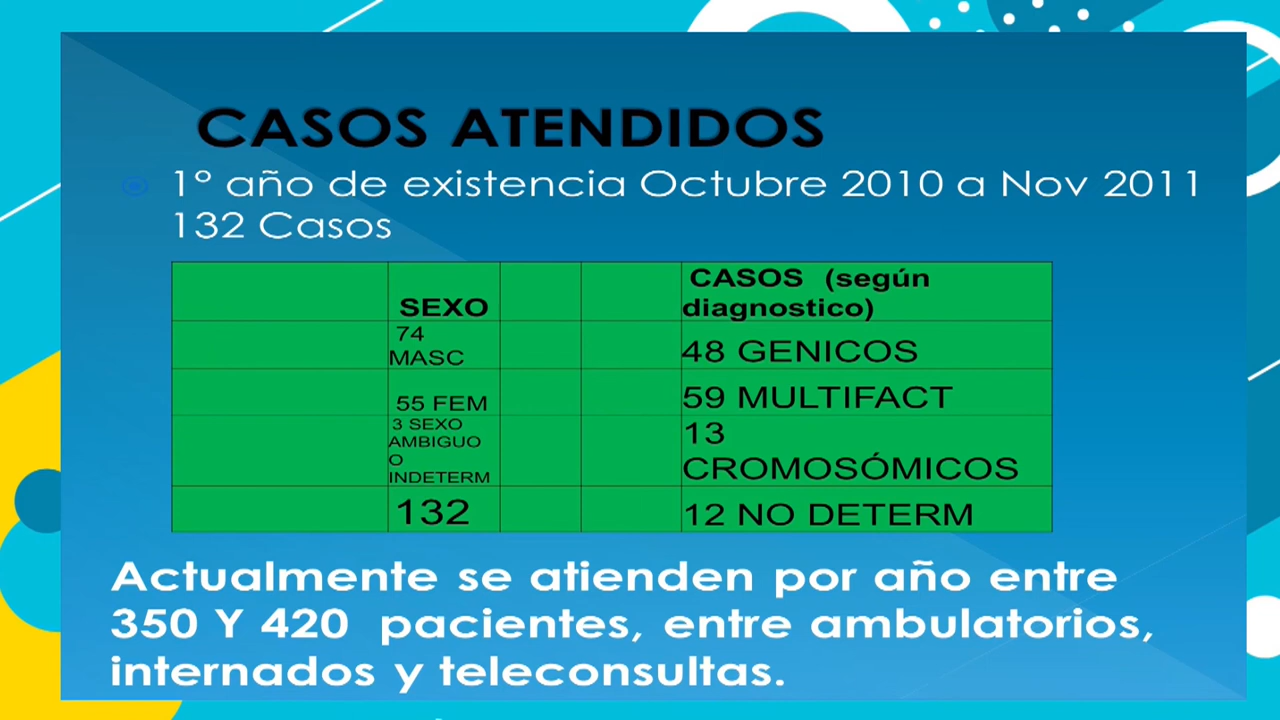 CASOS ATENDIDOS
1° año de existencia Octubre 2010 a Nov 2011
132 Casos
SEXO
CASOS (según
diagnostico)
74
MASC
48 GENICOS
55 FEM
59 MULTIFACT
3 SEXO
AMBIGUO
O
INDETERM
13
CROMOSÓMICOS
132
12 NO DETERM
Actualmente se atienden por año entre
350 Y 420 pacientes, entre ambulatorios,
internados y teleconsultas.